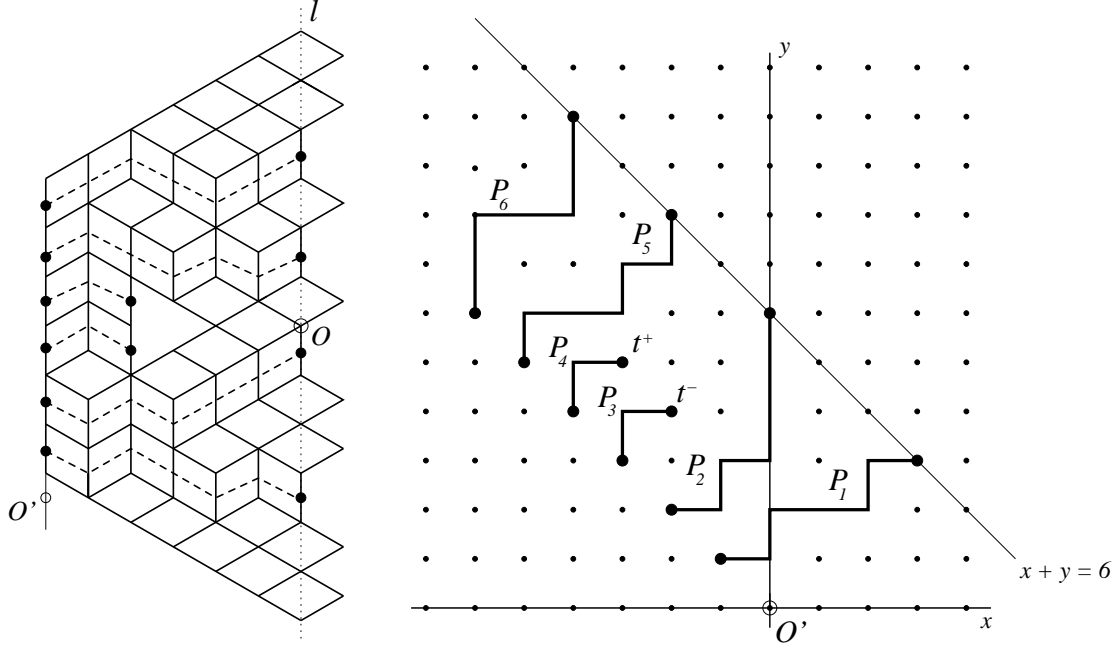 l
O
O'
y
P6
P5
P4
t+
P3
t−
P2
P1
x + y = 6
x
O'